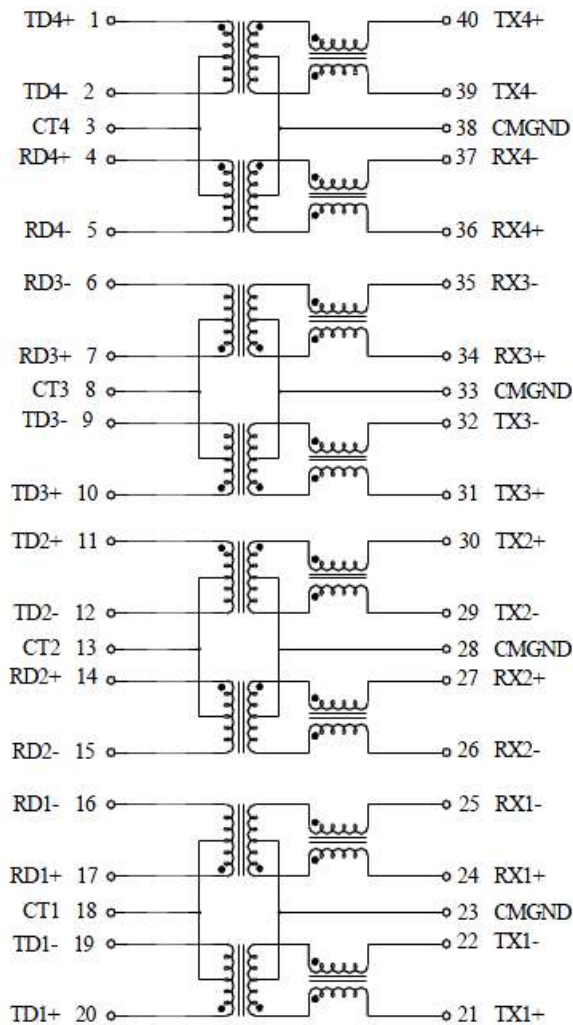 TD4+ 1 40 TX4+
TD4- 2 39 TX4-
CT4 3 38 CMGND
RD4+ 4 37 RX4-
RD4- 5 36 RX4+
RD3- 6 35 RX3-
RD3+ 7 34 RX3+
CT3 8 33 CMGND
TD3- 9 32 TX3-
TD3+ 10 31 TX3+
TD2+ 11 30 TX2+
TD2- 12 29 TX2-
CT2 13 28 CMGND
RD2+ 14 27 RX2+
RD2- 15 26 RX2-
RD1- 16 25 RX1-
RD1+ 17 24 RX1+
CT1 18 23 CMGND
TD1- 19 22 TX1-
TD1+ 20 21 TX1+